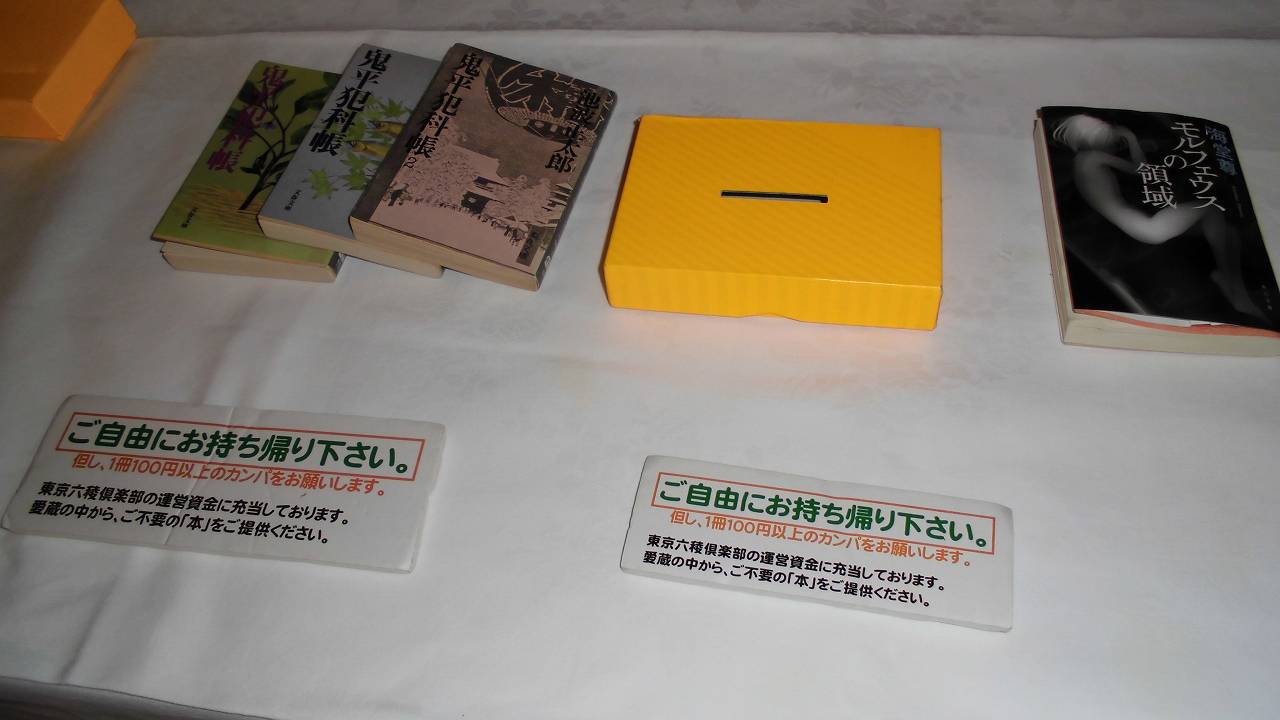 鬼平犯科帳
鬼平犯科帳
鬼平犯科帳
2
池波正太郎
海堂尊
モルフェウス
の領域
ご自由にお持ち帰り下さい。
但し、1冊100円以上のカンパをお願いします。
東京六稜倶楽部の運営資金に充当しております。
愛蔵の中から、ご不要の「本」をご提供ください。
ご自由にお持ち帰り下さい。
但し、1冊100円以上のカンパをお願いします。
東京六稜倶楽部の運営資金に充当しております。
愛蔵の中から、ご不要の「本」をご提供ください。